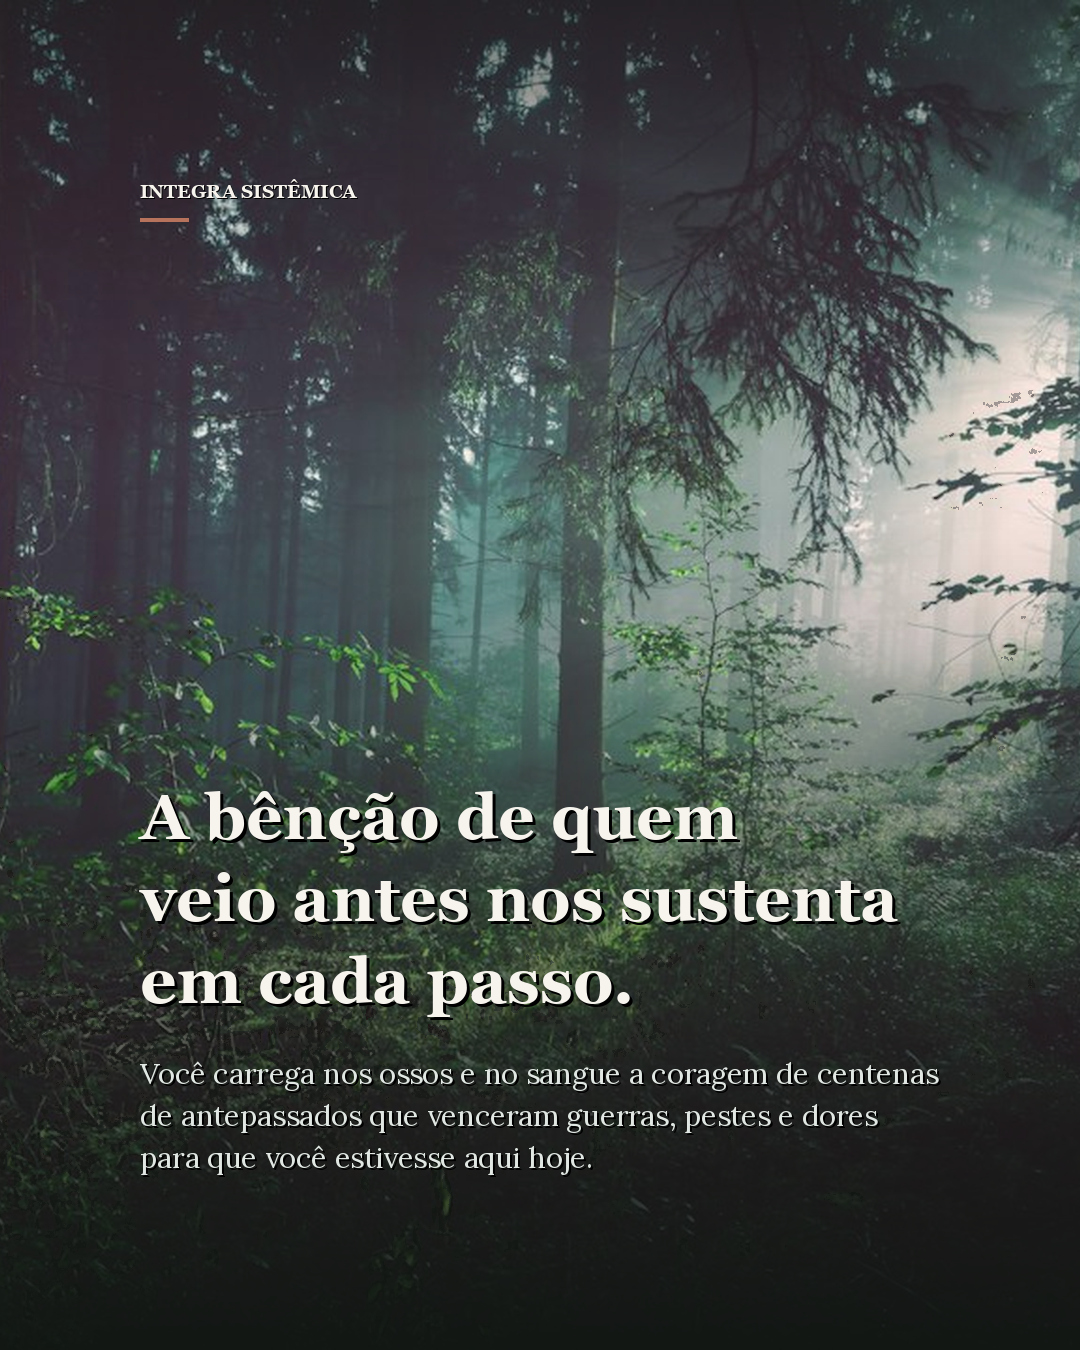 INTEGRA SISTÊMICA
A bênção de quem
veio antes nos sustenta
em cada passo.
Você carrega nos ossos e no sangue a coragem de centenas
de antepassados que venceram guerras, pestes e dores
para que você estivesse aqui hoje.